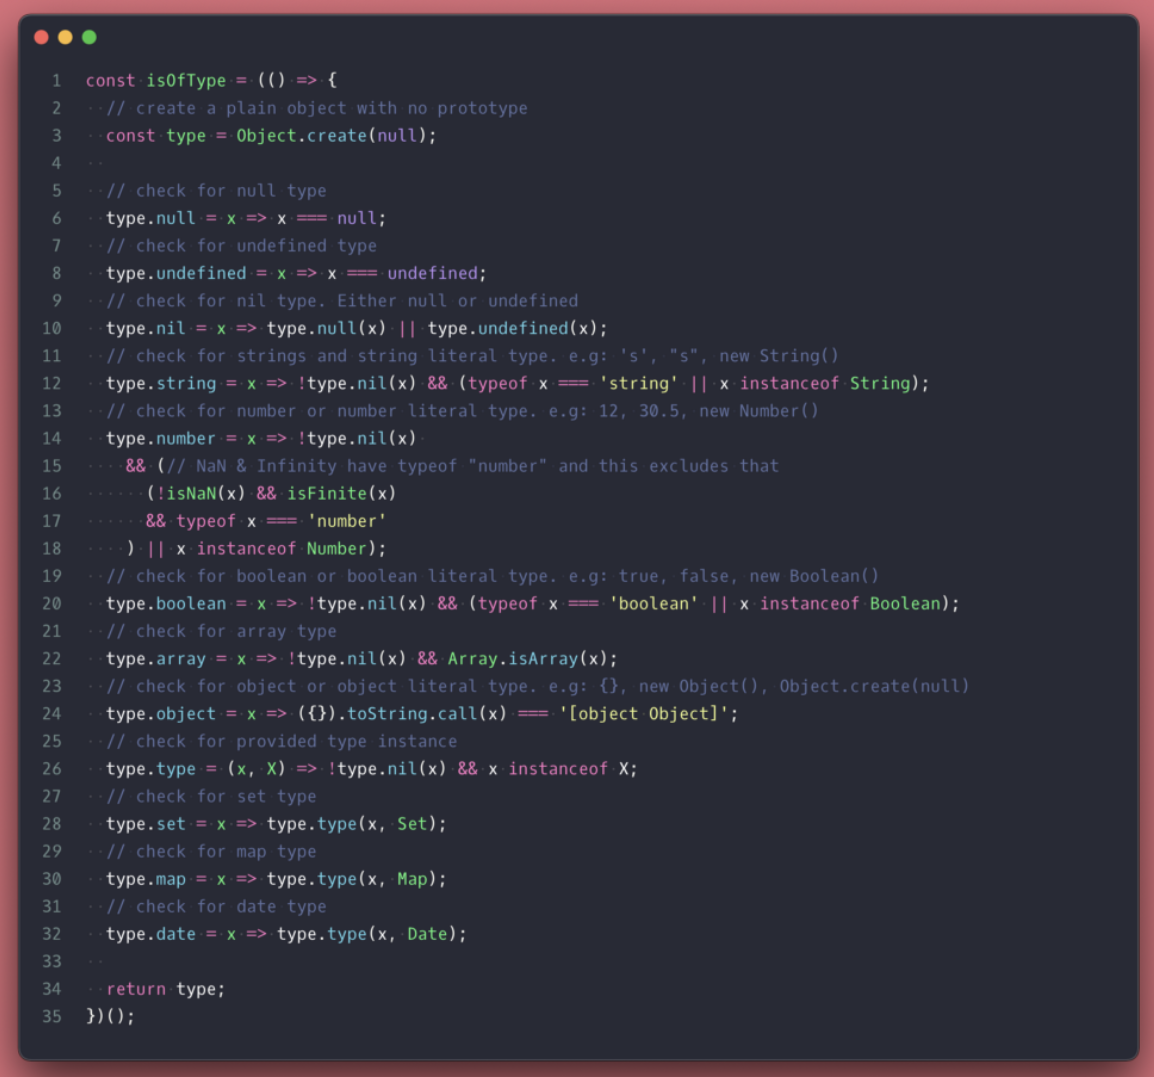 1 const isOfType = (() => {
2   // create a plain object with no prototype
3   const type = Object.create(null);
4
5   // check for null type
6   type.null = x => x === null;
7   // check for undefined type
8   type.undefined = x => x === undefined;
9   // check for nil type. Either null or undefined
10   type.nil = x => type.null(x) || type.undefined(x);
11   // check for strings and string literal type. e.g: 's', "s", new String()
12   type.string = x => !type.nil(x) && (typeof x === 'string' || x instanceof String);
13   // check for number or number literal type. e.g: 12, 30.5, new Number()
14   type.number = x => !type.nil(x)
15     && (// NaN & Infinity have typeof "number" and this excludes that
16       (!isNaN(x) && isFinite(x)
17       && typeof x === 'number'
18     ) || x instanceof Number);
19   // check for boolean or boolean literal type. e.g: true, false, new Boolean()
20   type.boolean = x => !type.nil(x) && (typeof x === 'boolean' || x instanceof Boolean);
21   // check for array type
22   type.array = x => !type.nil(x) && Array.isArray(x);
23   // check for object or object literal type. e.g: {}, new Object(), Object.create(null)
24   type.object = x => ({}).toString.call(x) === '[object Object]';
25   // check for provided type instance
26   type.type = (x, X) => !type.nil(x) && x instanceof X;
27   // check for set type
28   type.set = x => type.type(x, Set);
29   // check for map type
30   type.map = x => type.type(x, Map);
31   // check for date type
32   type.date = x => type.type(x, Date);
33
34   return type;
35 })();